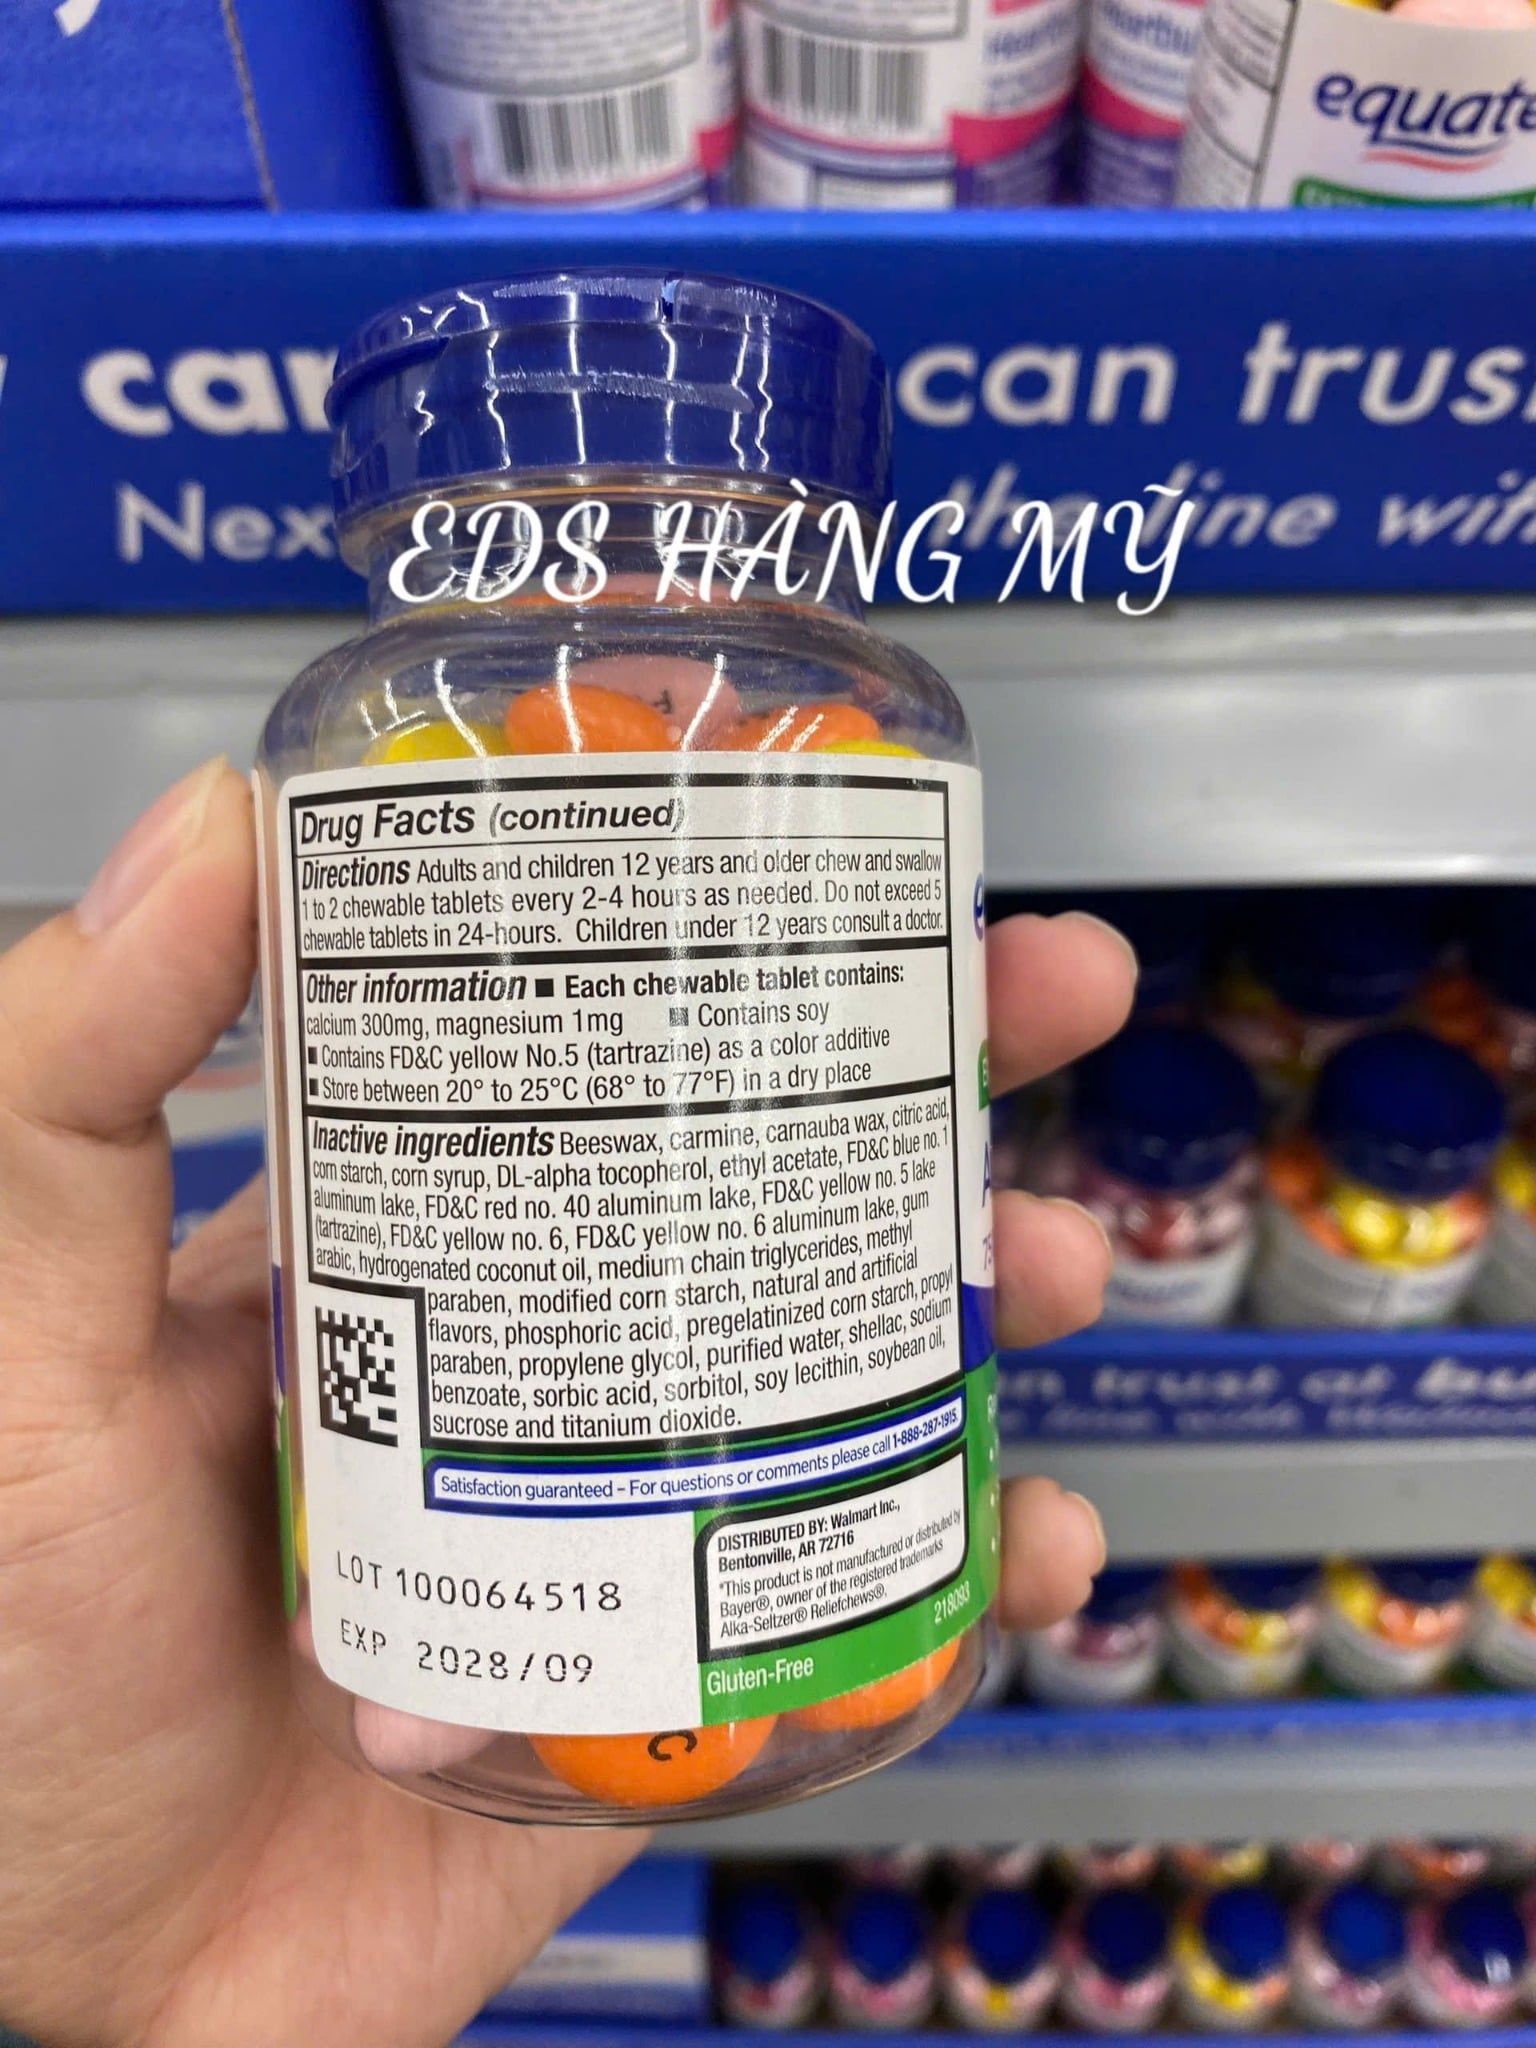 equate
car
can trus
Nex
the line with
EDS HÀNG MỸ
Drug Facts (continued)
Directions Adults and children 12 years and older chew and swallow
1 to 2 chewable tablets every 2-4 hours as needed. Do not exceed 5
chewable tablets in 24-hours. Children under 12 years consult a doctor.
Other information ■ Each chewable tablet contains:
calcium 300mg, magnesium 1mg ■ Contains soy
■ Contains FD&C yellow No.5 (tartrazine) as a color additive
■ Store between 20° to 25°C (68° to 77°F) in a dry place
Inactive ingredients Beeswax, carmine, carnauba wax, citric acid,
corn starch, corn syrup, DL-alpha tocopherol, ethyl acetate, FD&C blue no. 1
aluminum lake, FD&C red no. 40 aluminum lake, FD&C yellow no. 5 lake
(tartrazine), FD&C yellow no. 6, FD&C yellow no. 6 aluminum lake, gum
arabic, hydrogenated coconut oil, medium chain triglycerides, methyl
paraben, modified corn starch, natural and artificial
flavors, phosphoric acid, pregelatinized corn starch, propyl
paraben, propylene glycol, purified water, shellac, sodium
benzoate, sorbic acid, sorbitol, soy lecithin, soybean oil,
sucrose and titanium dioxide.
Satisfaction guaranteed – For questions or comments please call 1-888-287-1915.
DISTRIBUTED BY: Walmart Inc.,
Bentonville, AR 72716
*This product is not manufactured or distributed by
Bayer®, owner of the registered trademarks
Alka-Seltzer® Reliefchews®.
218093
Gluten-Free
LOT 100064518
EXP 2028/09
C